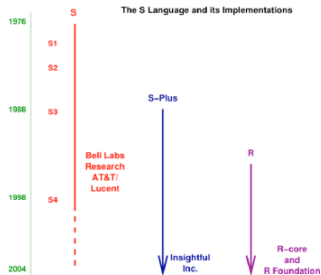 The S Language and its Implementations
1976
S
S1
S2
S-Plus
1988
S3
R
Bell Labs
Research
AT&T/
Lucent
1998
S4
Insightful
Inc.
R-core
and
R Foundation
2004